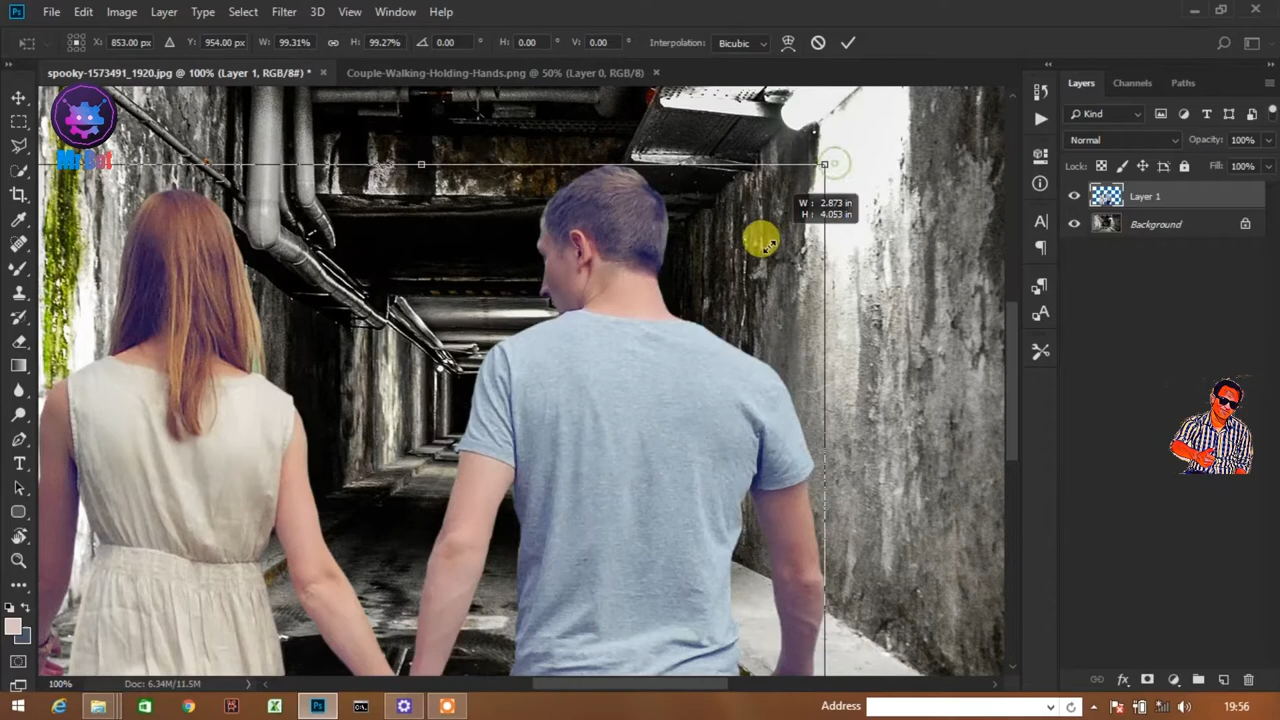 Ps File Edit Image Layer Type Select Filter 3D View Window Help
X: 853.00 px Y: 954.00 px W: 99.31% H: 99.27% 0.00 ° H: 0.00 ° V: 0.00 ° Interpolation: Bicubic
spooky-1573491_1920.jpg @ 100% (Layer 1, RGB/8#) * × Couple-Walking-Holding-Hands.png @ 50% (Layer 0, RGB/8) ×
Layers Channels Paths
Kind
Normal Opacity: 100%
Lock: Fill: 100%
Layer 1
Background
W : 2.873 in
H : 4.053 in
100% Doc: 6.34M/11.5M
Address 19:56